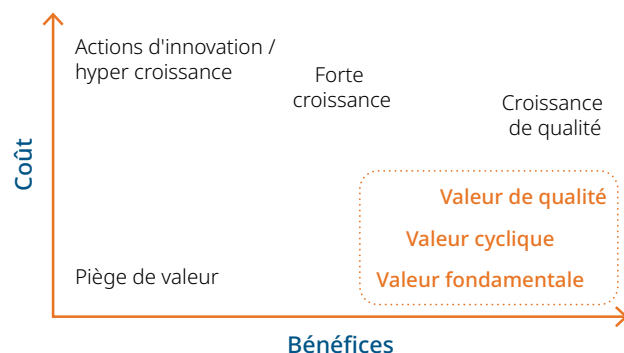 Actions d'innovation /
hyper croissance
Forte
croissance
Croissance
de qualité
Coût
Valeur de qualité
Valeur cyclique
Piège de valeur
Valeur fondamentale
Bénéfices